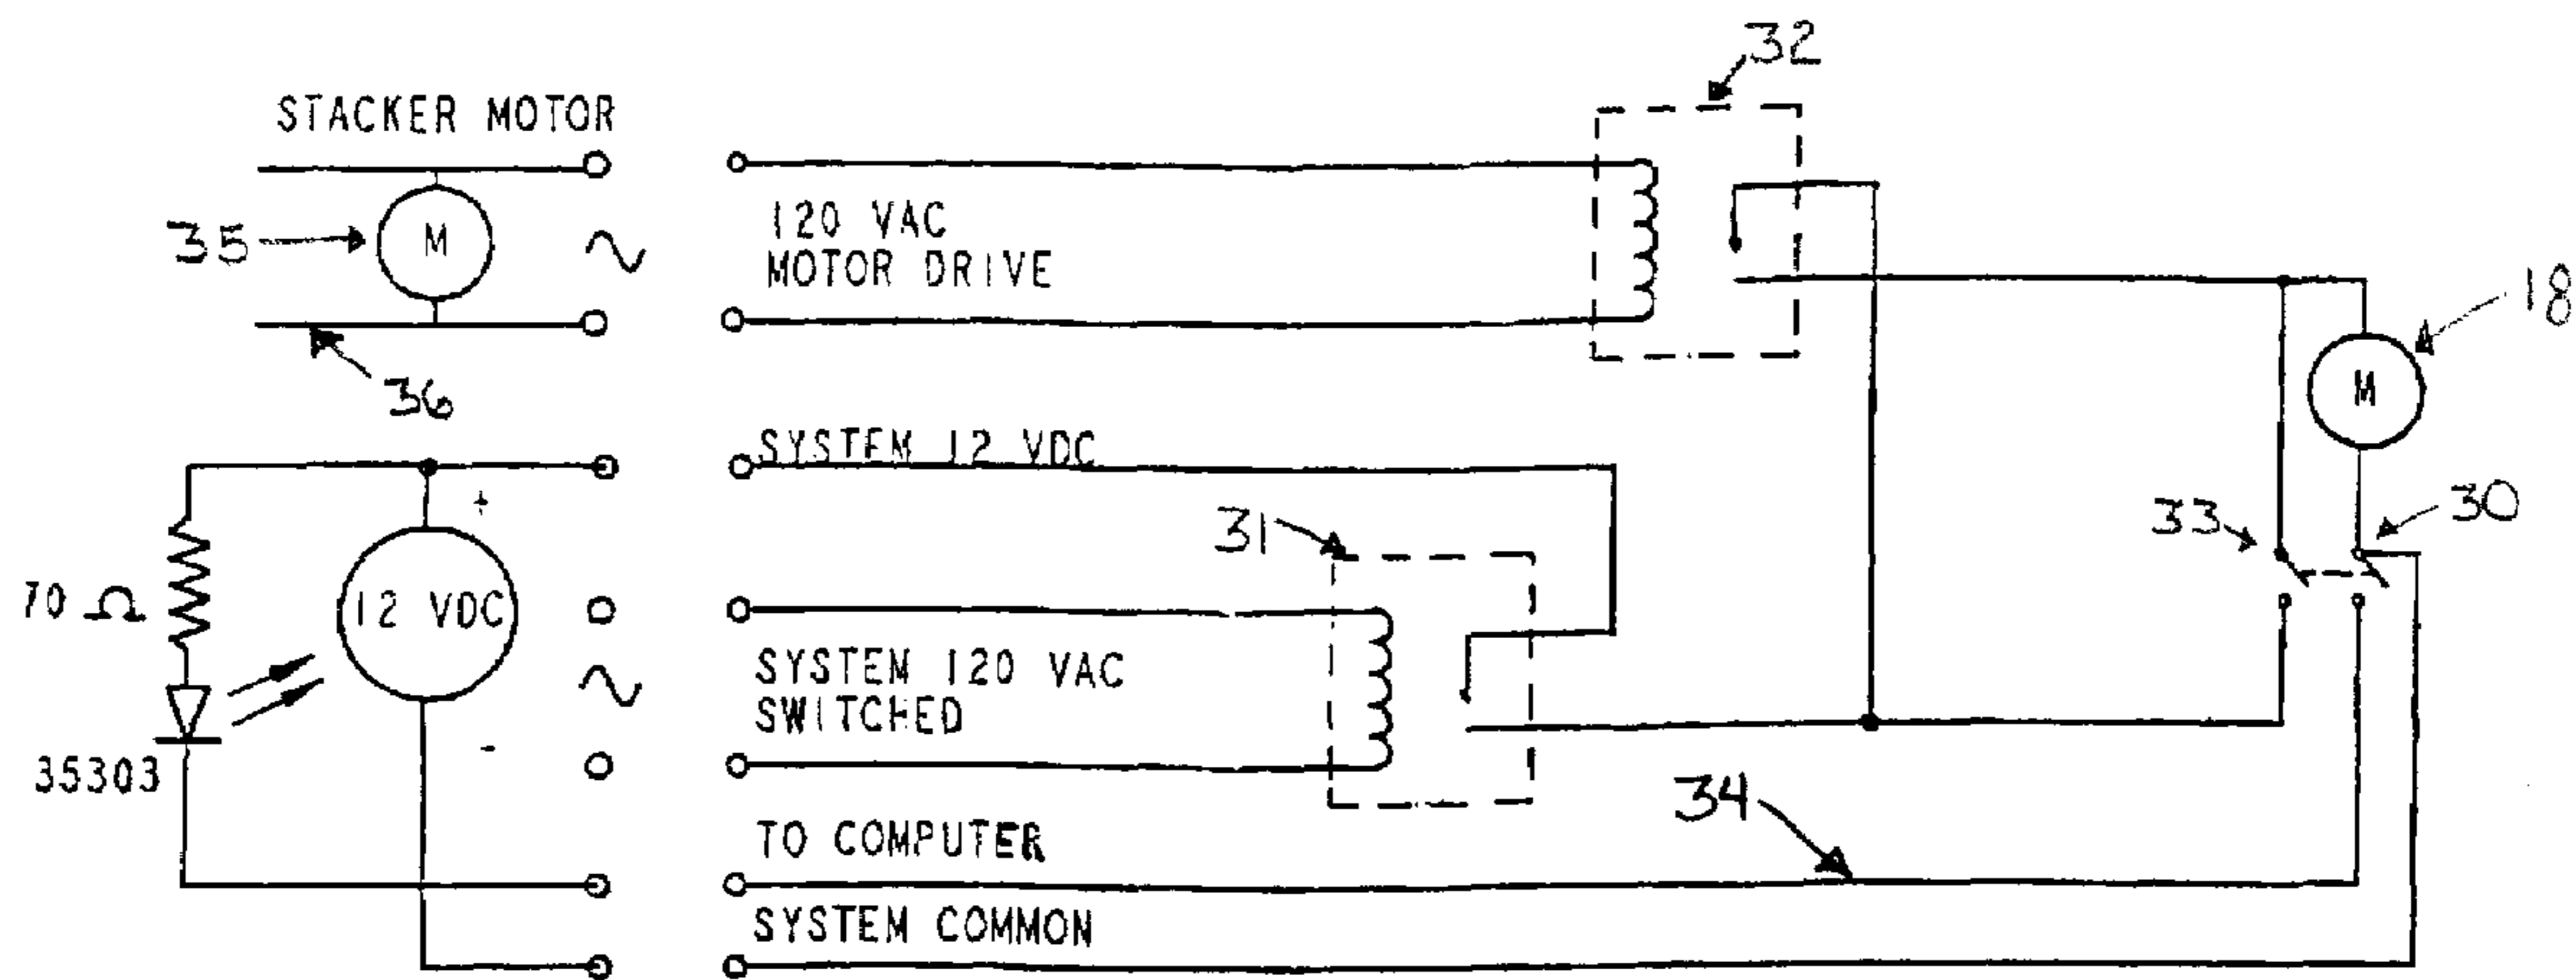 32
STACKER MOTOR
120 VAC
MOTOR DRIVE
35
M
18
36
M
SYSTEM 12 VDC
+
31
33
30
70 Ω
12 VDC
SYSTEM 120 VAC
SWITCHED
-
35303
34
TO COMPUTER
SYSTEM COMMON